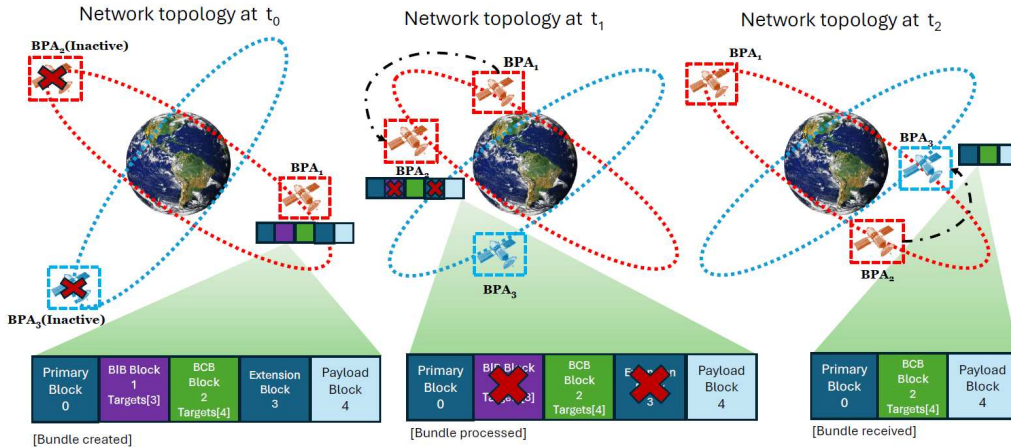 Network topology at t0
Network topology at t1
Network topology at t2
BPA2(Inactive)
BPA1
BPA3(Inactive)
BPA1
BPA2
BPA3
BPA1
BPA3
BPA2
Primary
Block
0
BIB Block
1
Targets[3]
BCB
Block
2
Targets[4]
Extension
Block
3
Payload
Block
4
[Bundle created]
Primary
Block
0
BCB
Block
2
Targets[4]
3
Payload
Block
4
[Bundle processed]
Primary
Block
0
BCB
Block
2
Targets[4]
Payload
Block
4
[Bundle received]